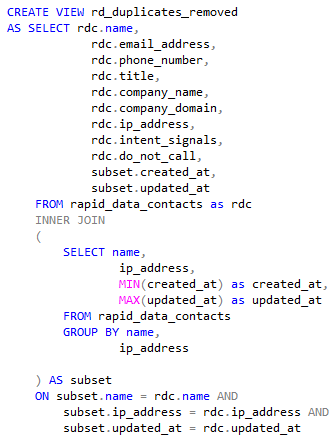 CREATE VIEW rd_duplicates_removed
AS SELECT rdc.name,
rdc.email_address,
rdc.phone_number,
rdc.title,
rdc.company_name,
rdc.company_domain,
rdc.ip_address,
rdc.intent_signals,
rdc.do_not_call,
subset.created_at,
subset.updated_at
FROM rapid_data_contacts as rdc
INNER JOIN
(
SELECT name,
ip_address,
MIN(created_at) as created_at,
MAX(updated_at) as updated_at
FROM rapid_data_contacts
GROUP BY name,
ip_address
) AS subset
ON subset.name = rdc.name AND
subset.ip_address = rdc.ip_address AND
subset.updated_at = rdc.updated_at